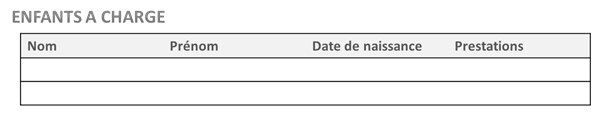 ENFANTS A CHARGE
Nom Prénom Date de naissance Prestations